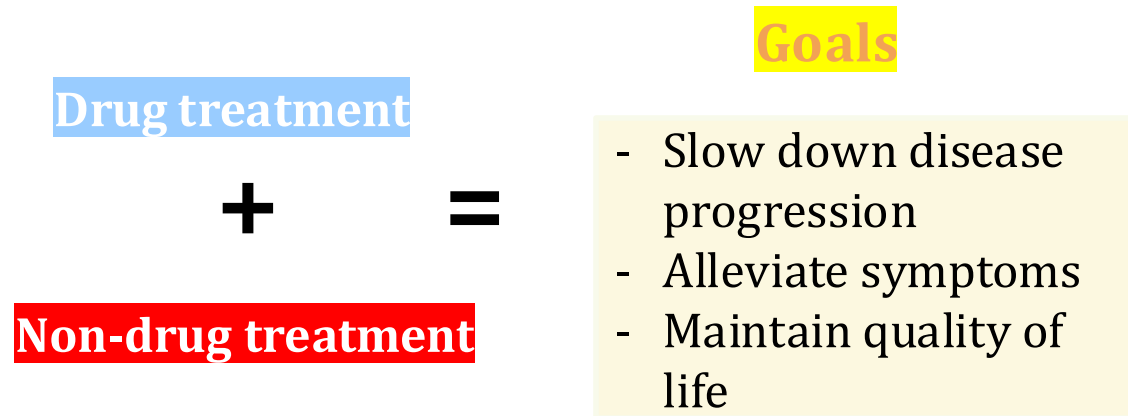 Goals
Drug treatment
+ =
Non-drug treatment
- Slow down disease
progression
- Alleviate symptoms
- Maintain quality of
life